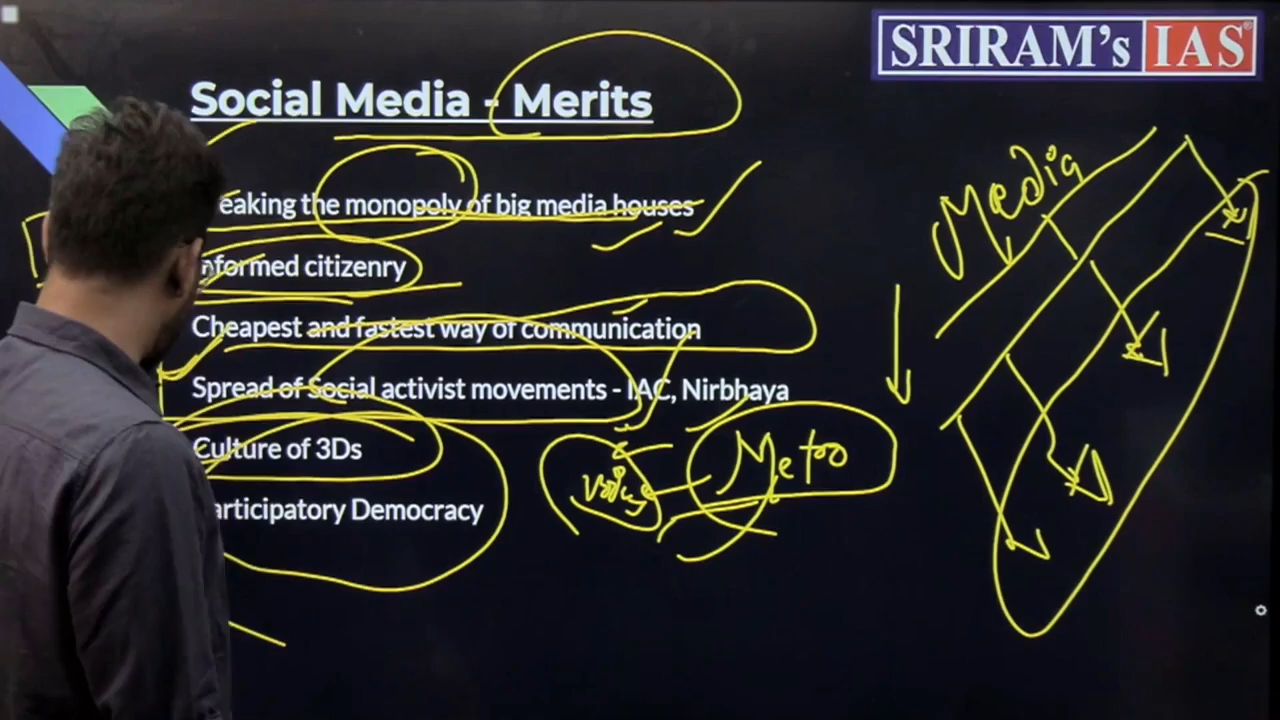 SRIRAM's IAS
Social Media - Merits
eaking the monopoly of big media houses
nformed citizenry
Cheapest and fastest way of communication
Spread of Social activist movements - IAC, Nirbhaya
Culture of 3Ds
articipatory Democracy
Media
Metro